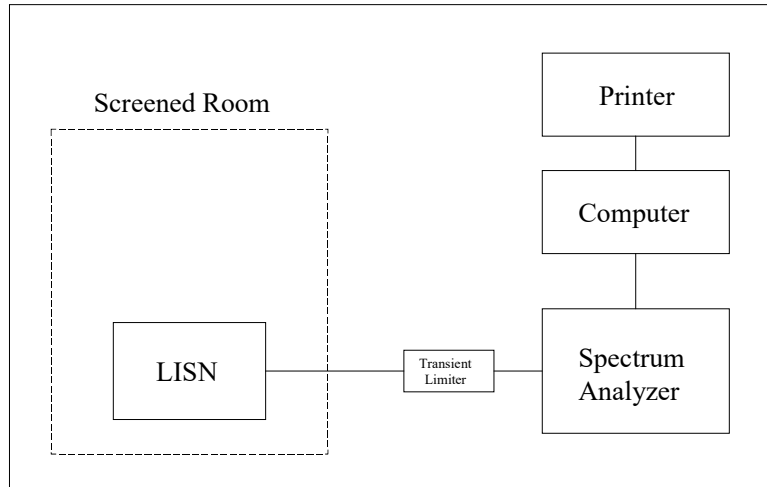 Screened Room
Printer
Computer
LISN
Transient
Limiter
Spectrum
Analyzer